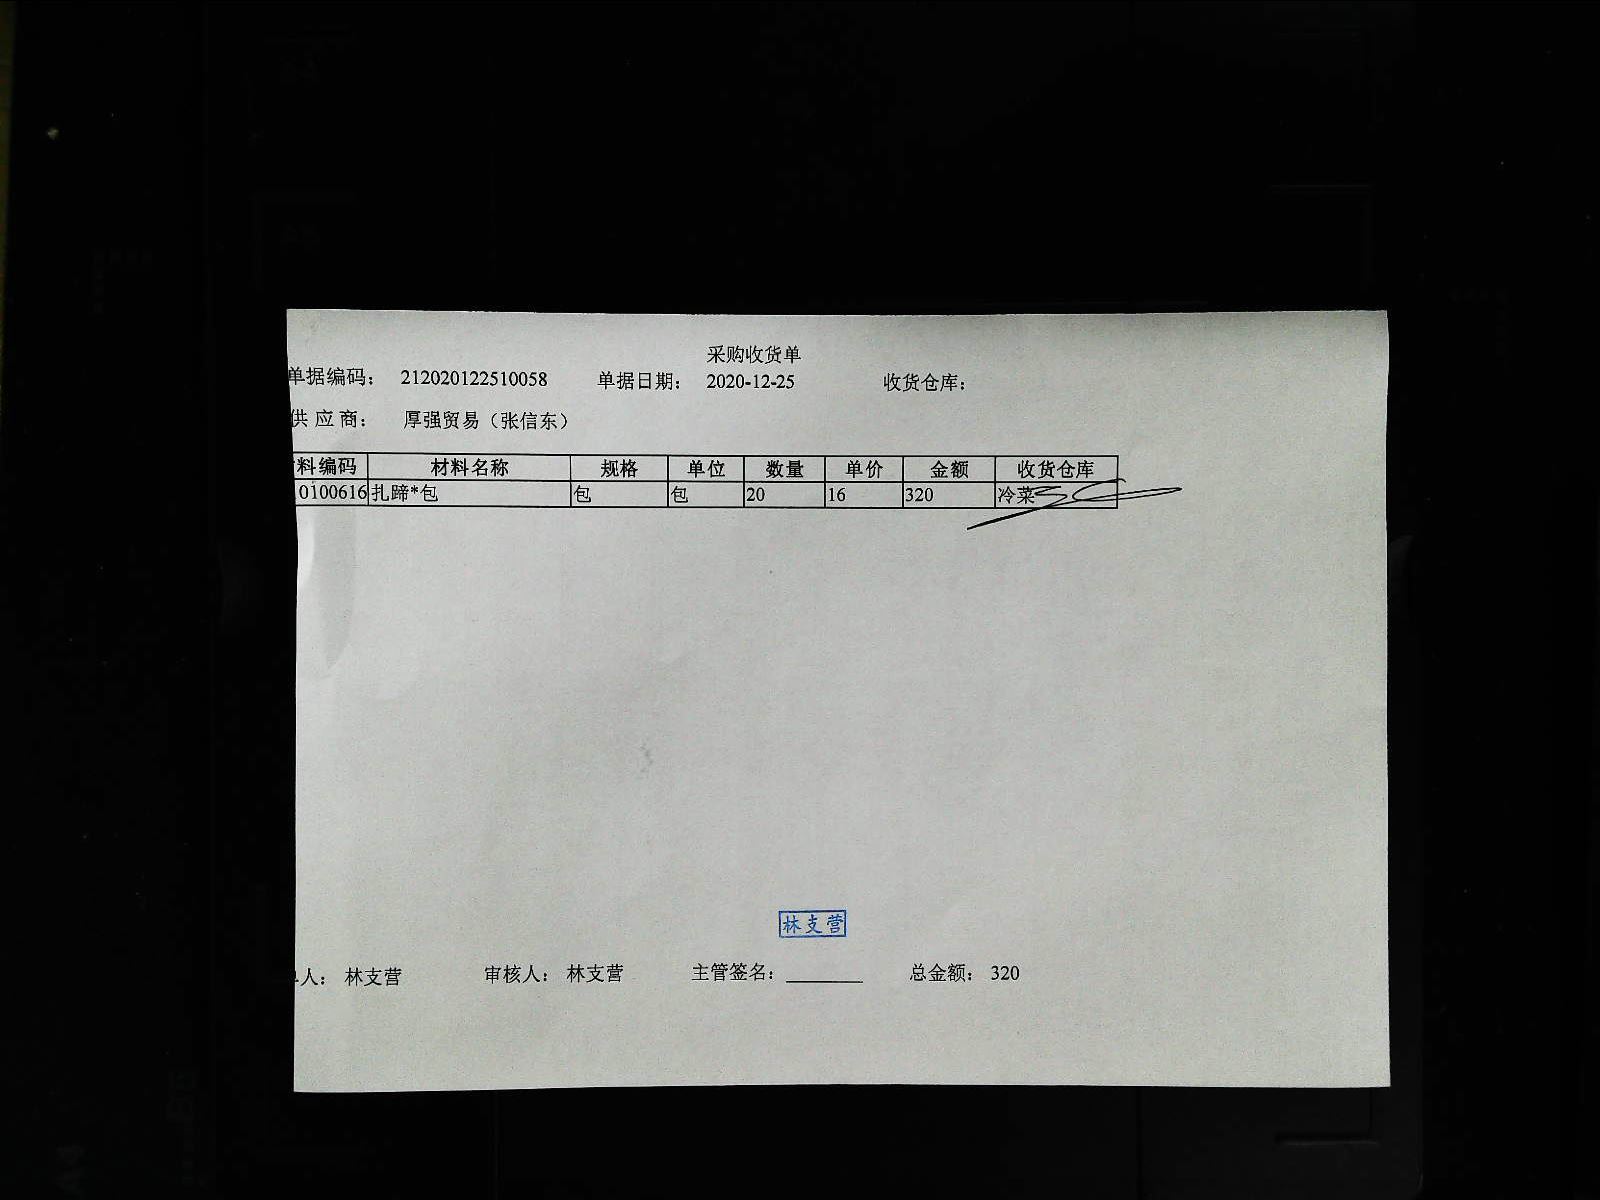 采购收货单
单据编码： 212020122510058 单据日期： 2020-12-25 收货仓库：
供应商： 厚强贸易（张信东）
料编码 材料名称 规格 单位 数量 单价 金额 收货仓库
0100616 扎蹄*包 包 包 20 16 320 冷菜
林支营
人： 林支营 审核人： 林支营 主管签名： 总金额： 320